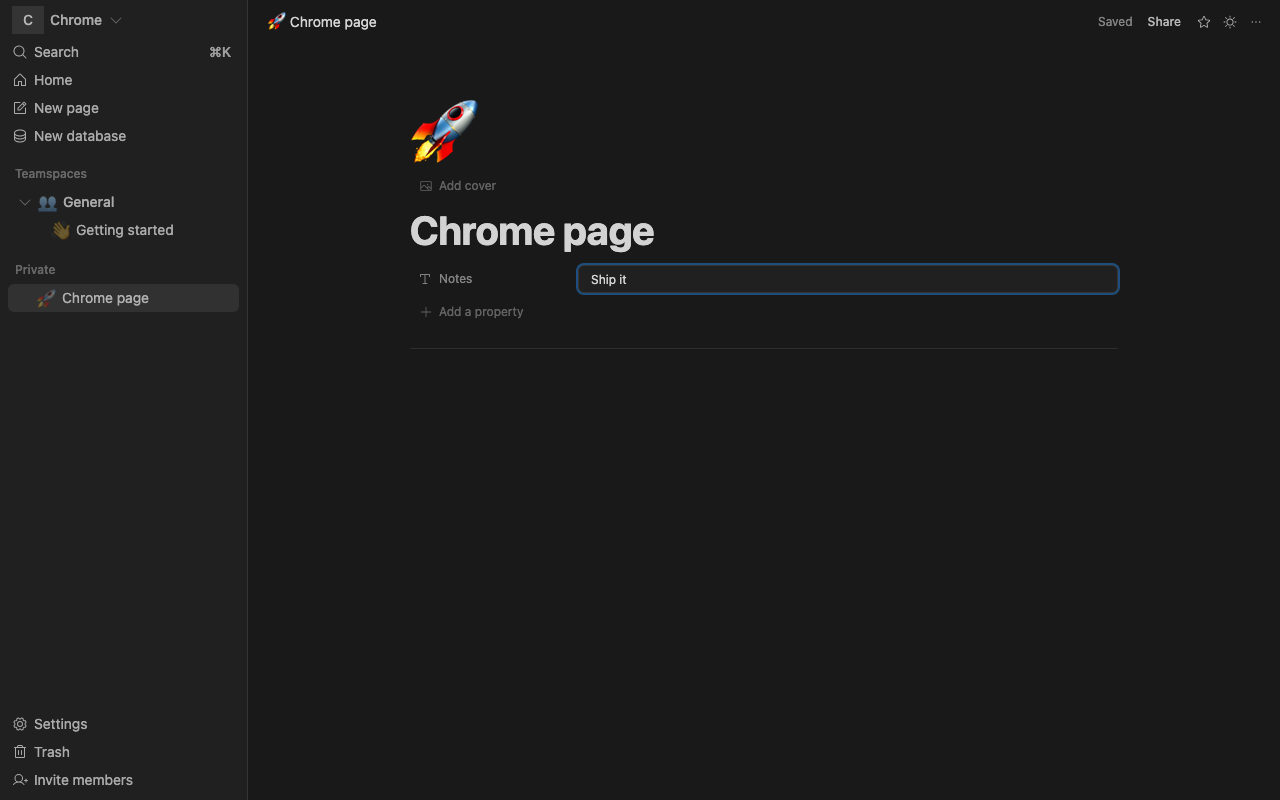 C Chrome
Search ⌘K
Home
New page
New database
Teamspaces
General
Getting started
Private
Chrome page
Settings
Trash
Invite members
Chrome page
Saved Share
Add cover
Chrome page
Notes Ship it
Add a property